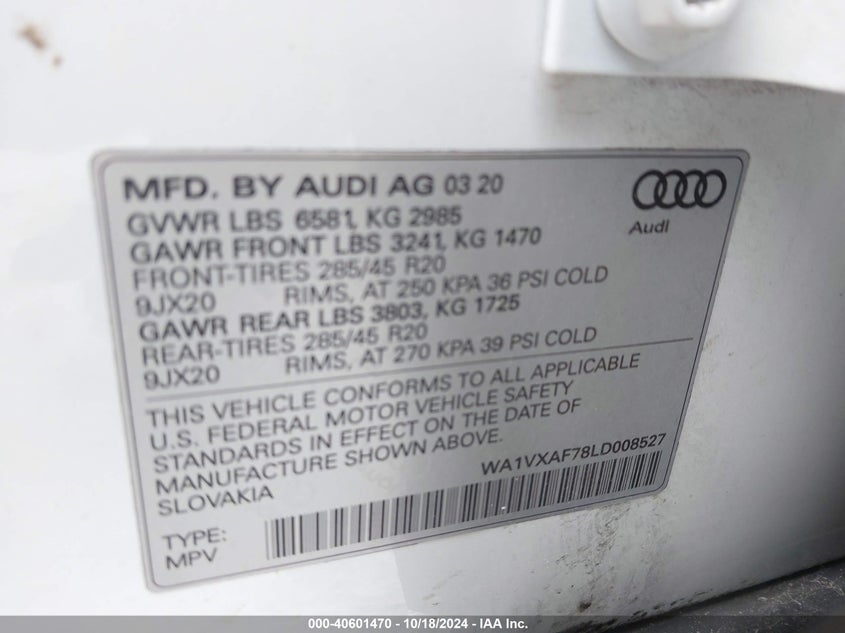 MFD. BY AUDI AG 03 20
GVWR LBS 6581, KG 2985
GAWR FRONT LBS 3241, KG 1470
FRONT-TIRES 285/45 R20
9JX20 RIMS, AT 250 KPA 36 PSI COLD
GAWR REAR LBS 3803, KG 1725
REAR-TIRES 285/45 R20
9JX20 RIMS, AT 270 KPA 39 PSI COLD
THIS VEHICLE CONFORMS TO ALL APPLICABLE
U.S. FEDERAL MOTOR VEHICLE SAFETY
STANDARDS IN EFFECT ON THE DATE OF
MANUFACTURE SHOWN ABOVE.
SLOVAKIA
Audi
WA1VXAF78LD008527
TYPE:
MPV
000-40601470 - 10/18/2024 - IAA Inc.